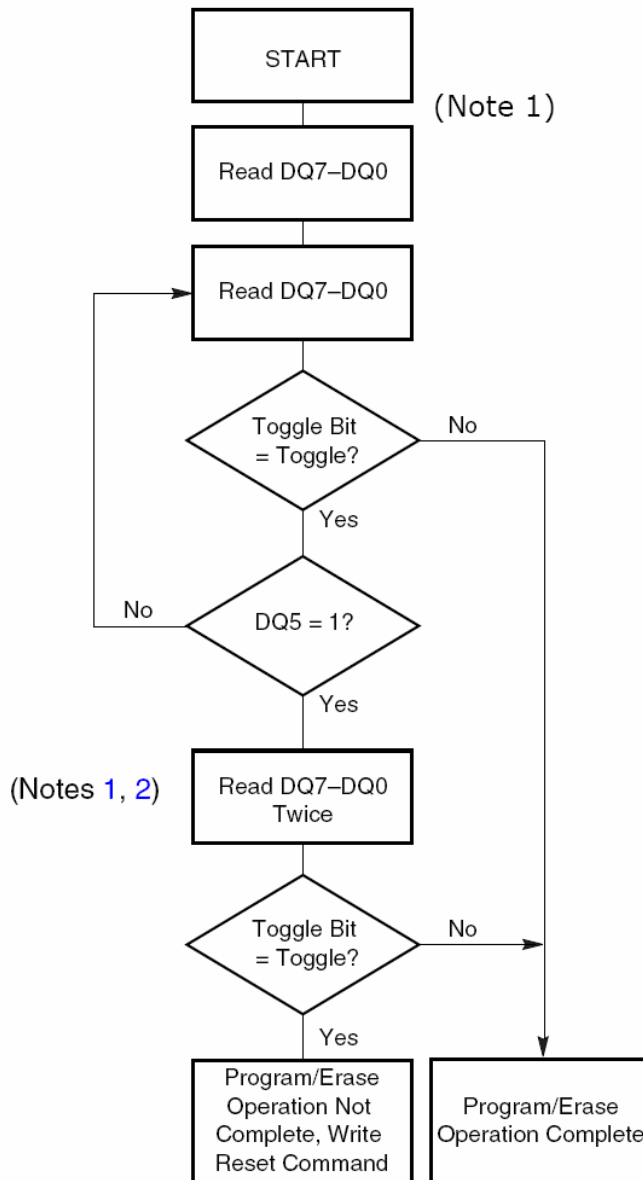 START
(Note 1)
Read DQ7–DQ0
Read DQ7–DQ0
Toggle Bit
= Toggle?
No
Yes
No
DQ5 = 1?
Yes
(Notes 1, 2)
Read DQ7–DQ0
Twice
Toggle Bit
= Toggle?
No
Yes
Program/Erase
Operation Not
Complete, Write
Reset Command
Program/Erase
Operation Complete